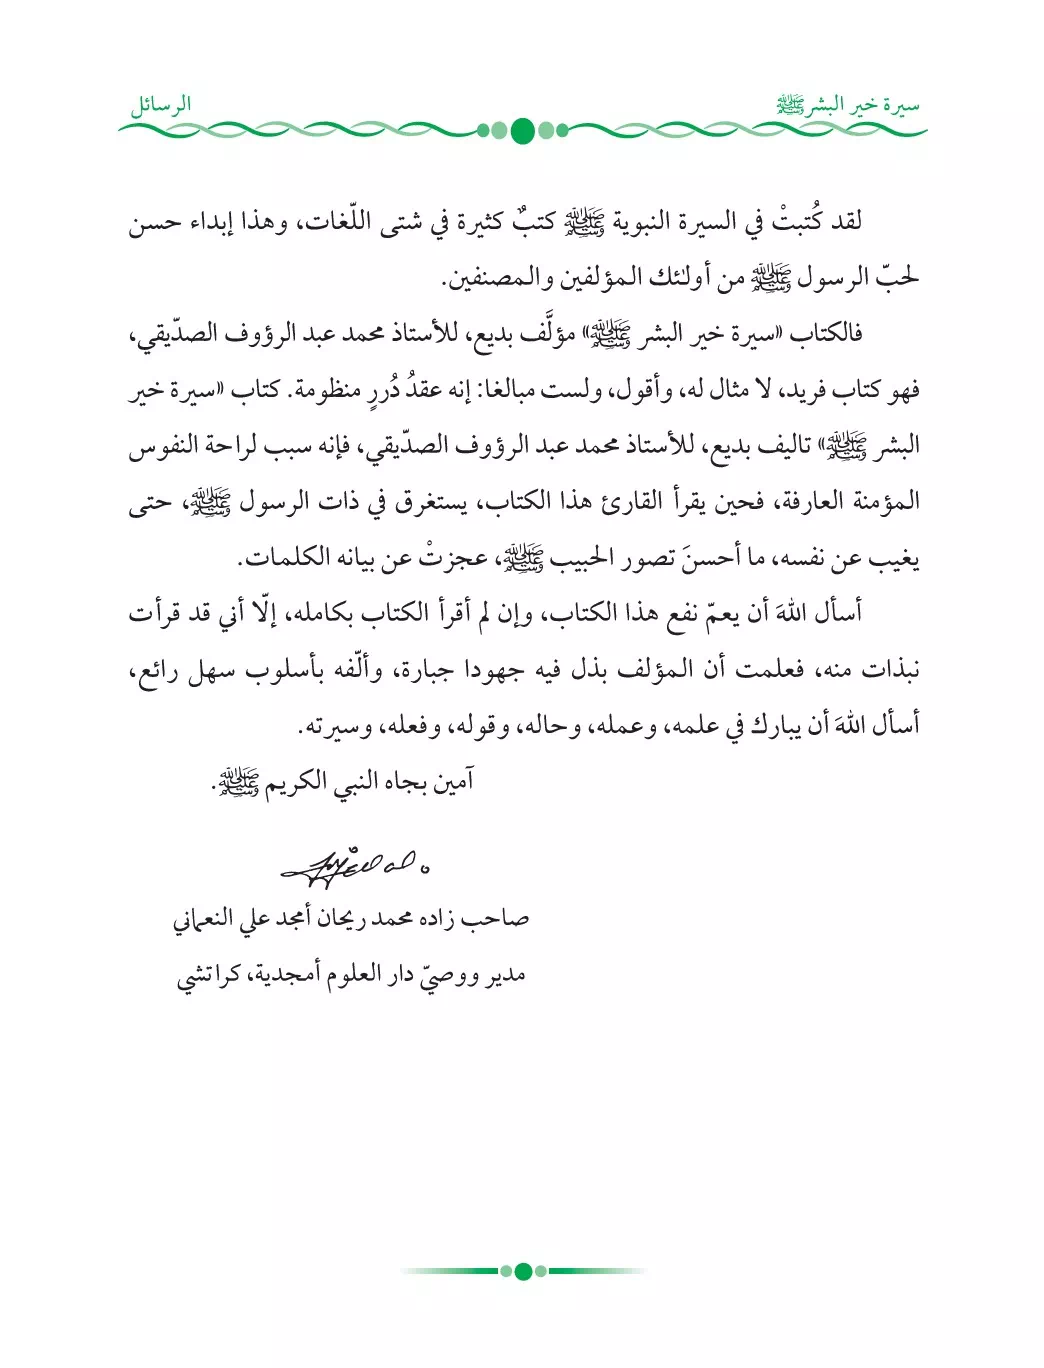 سيرة خير البشر ﷺ
الرسائل
لقد كُتبتْ في السيرة النبوية ﷺ كتبٌ كثيرة في شتى اللّغات، وهذا إبداء حسن
لحبّ الرسول ﷺ من أولئك المؤلفين والمصنفين.
فالكتاب «سيرة خير البشر ﷺ» مؤلَّف بديع، للأستاذ محمد عبد الرؤوف الصدّيقي،
فهو كتاب فريد، لا مثال له، وأقول، ولست مبالغا: إنه عقدُ دُررٍ منظومة. كتاب «سيرة خير
البشر ﷺ» تاليف بديع، للأستاذ محمد عبد الرؤوف الصدّيقي، فإنه سبب لراحة النفوس
المؤمنة العارفة، فحين يقرأ القارئ هذا الكتاب، يستغرق في ذات الرسول ﷺ، حتى
يغيب عن نفسه، ما أحسنَ تصور الحبيب ﷺ، عجزتْ عن بيانه الكلمات.
أسأل اللهَ أن يعمّ نفع هذا الكتاب، وإن لم أقرأ الكتاب بكامله، إلّا أني قد قرأت
نبذات منه، فعلمت أن المؤلف بذل فيه جهودا جبارة، وألّفه بأسلوب سهل رائع،
أسأل اللهَ أن يبارك في علمه، وعمله، وحاله، وقوله، وفعله، وسيرته.
آمين بجاه النبي الكريم ﷺ.
صاحب زاده محمد ريحان أمجد علي النعماني
مدير ووصيّ دار العلوم أمجدية، كراتشي